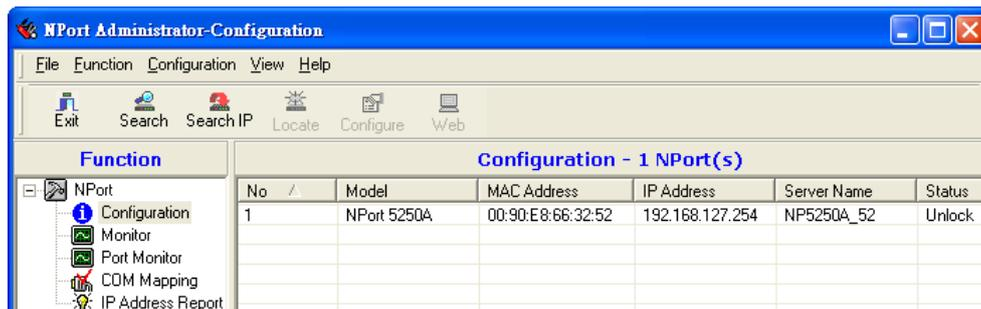 NPort Administrator-Configuration
File Function Configuration View Help
Exit Search Search IP Locate Configure Web
Function
Configuration - 1 NPort(s)
NPort
Configuration
Monitor
Port Monitor
COM Mapping
IP Address Report
No Model MAC Address IP Address Server Name Status
1 NPort 5250A 00:90:E8:66:32:52 192.168.127.254 NP5250A_52 Unlock